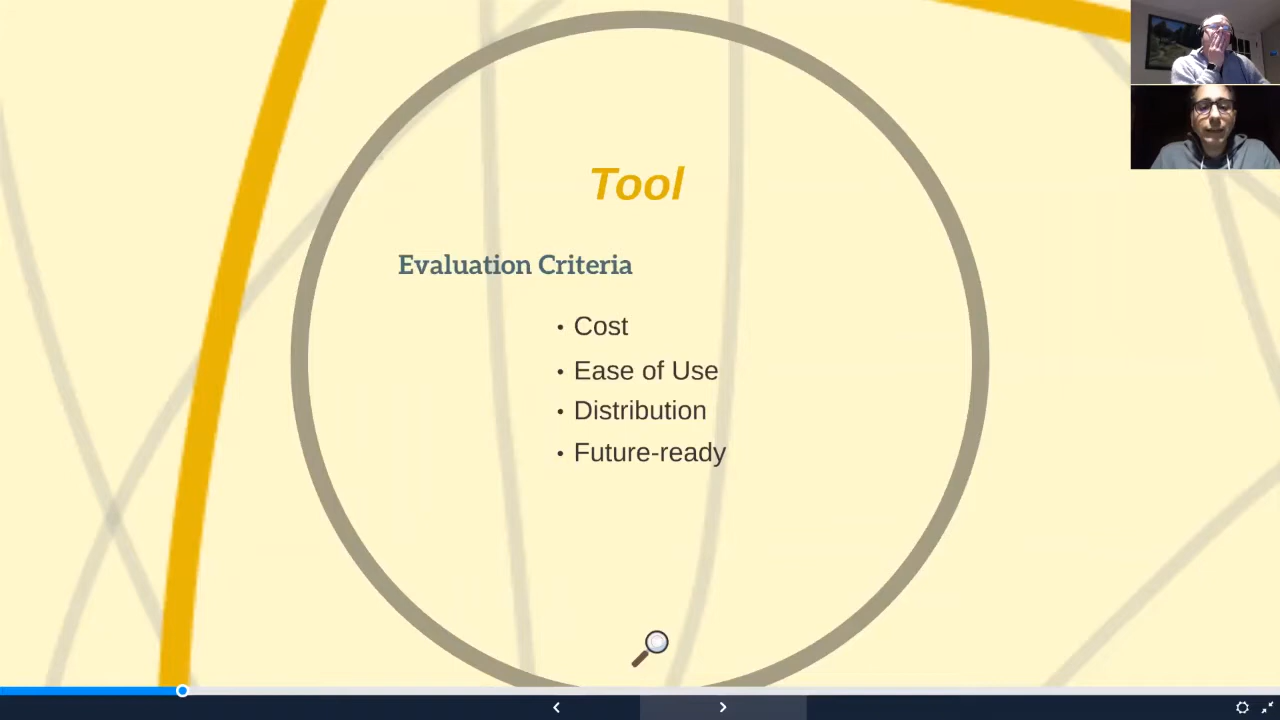 Tool
Evaluation Criteria
• Cost
• Ease of Use
• Distribution
• Future-ready